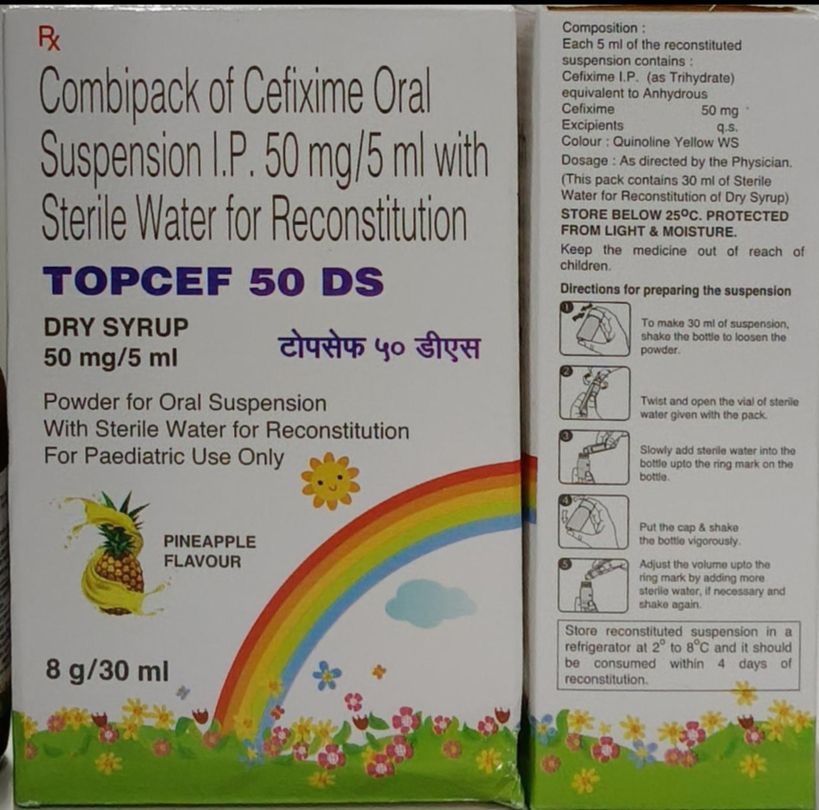 Rx
Combipack of Cefixime Oral
Suspension I.P. 50 mg/5 ml with
Sterile Water for Reconstitution
TOPCEF 50 DS
DRY SYRUP
50 mg/5 ml
टोपसेफ ५० डीएस
Powder for Oral Suspension
With Sterile Water for Reconstitution
For Paediatric Use Only
PINEAPPLE
FLAVOUR
8 g/30 ml
Composition :
Each 5 ml of the reconstituted
suspension contains :
Cefixime I.P. (as Trihydrate)
equivalent to Anhydrous
Cefixime 50 mg
Excipients q.s.
Colour : Quinoline Yellow WS
Dosage : As directed by the Physician.
(This pack contains 30 ml of Sterile
Water for Reconstitution of Dry Syrup)
STORE BELOW 25°C. PROTECTED
FROM LIGHT & MOISTURE.
Keep the medicine out of reach of
children.
Directions for preparing the suspension
1
To make 30 ml of suspension,
shake the bottle to loosen the
powder.
2
Twist and open the vial of sterile
water given with the pack.
3
Slowly add sterile water into the
bottle upto the ring mark on the
bottle.
4
Put the cap & shake
the bottle vigorously.
5
Adjust the volume upto the
ring mark by adding more
sterile water, if necessary and
shake again.
Store reconstituted suspension in a
refrigerator at 2° to 8°C and it should
be consumed within 4 days of
reconstitution.